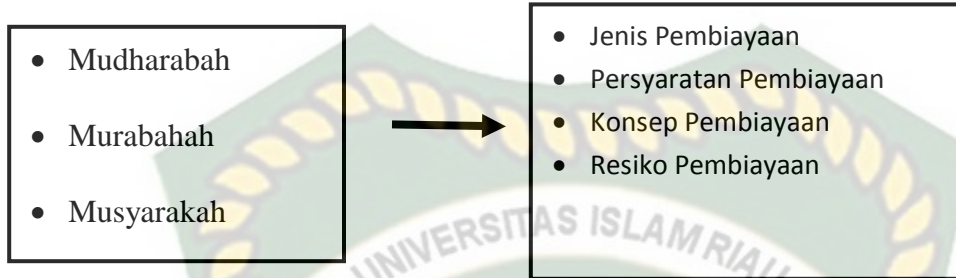 • Mudharabah
• Murabahah
• Musyarakah
• Jenis Pembiayaan
• Persyaratan Pembiayaan
• Konsep Pembiayaan
• Resiko Pembiayaan
UNIVERSITAS ISLAM RIAU